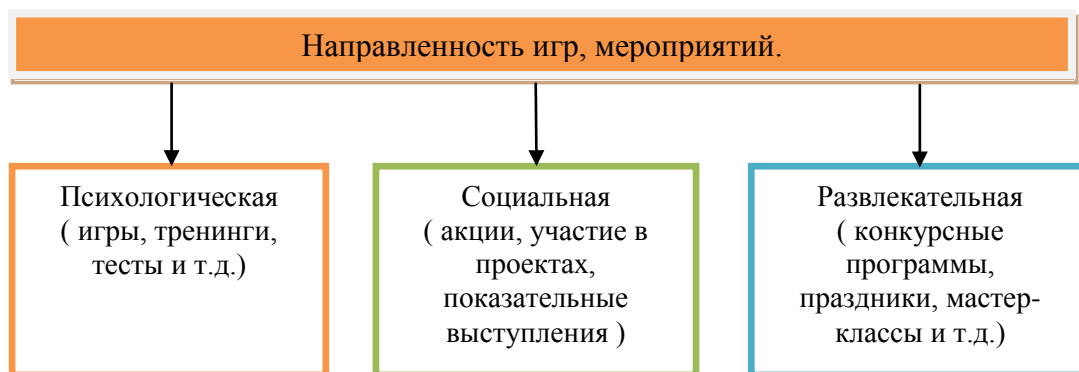 Направленность игр, мероприятий.
Психологическая
( игры, тренинги,
тесты и т.д.)
Социальная
( акции, участие в
проектах,
показательные
выступления )
Развлекательная
( конкурсные
программы,
праздники, мастер-
классы и т.д.)